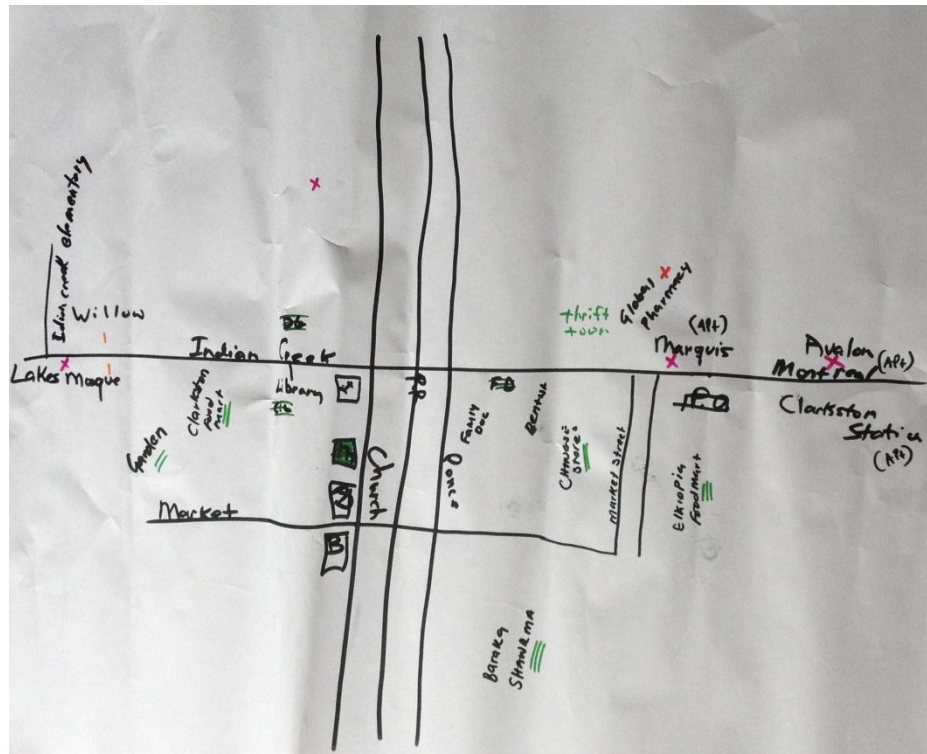 Indian creek elementary
Willow
thrift
town
Global
Pharmacy
(APt)
Marquis
Avalon
Montreal (APt)
Indian Creek
Lakes Moque
Clarkston
Food
Mart
Library
RR
Family
Doc
Dentist
Clarkston
Station
(APt)
Garden
Church
Ponce
Chinese
store
Market Street
Ethiopia
Foodmart
Market
B
Baraka
SHAWRMA